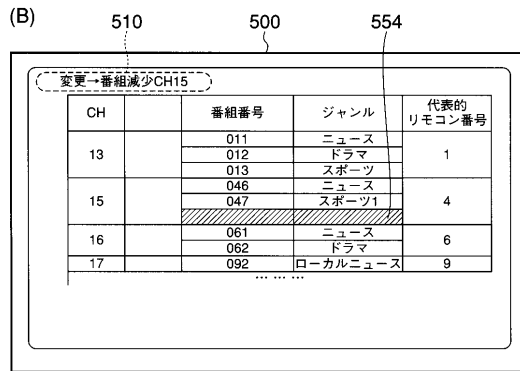 (B)
510
500
554
変更→番組減少CH15
CH 番組番号 ジャンル 代表的リモコン番号
13 011 ニュース 1
012 ドラマ
013 スポーツ
15 046 ニュース 4
047 スポーツ1
16 061 ニュース 6
062 ドラマ
17 092 ローカルニュース 9
… … …